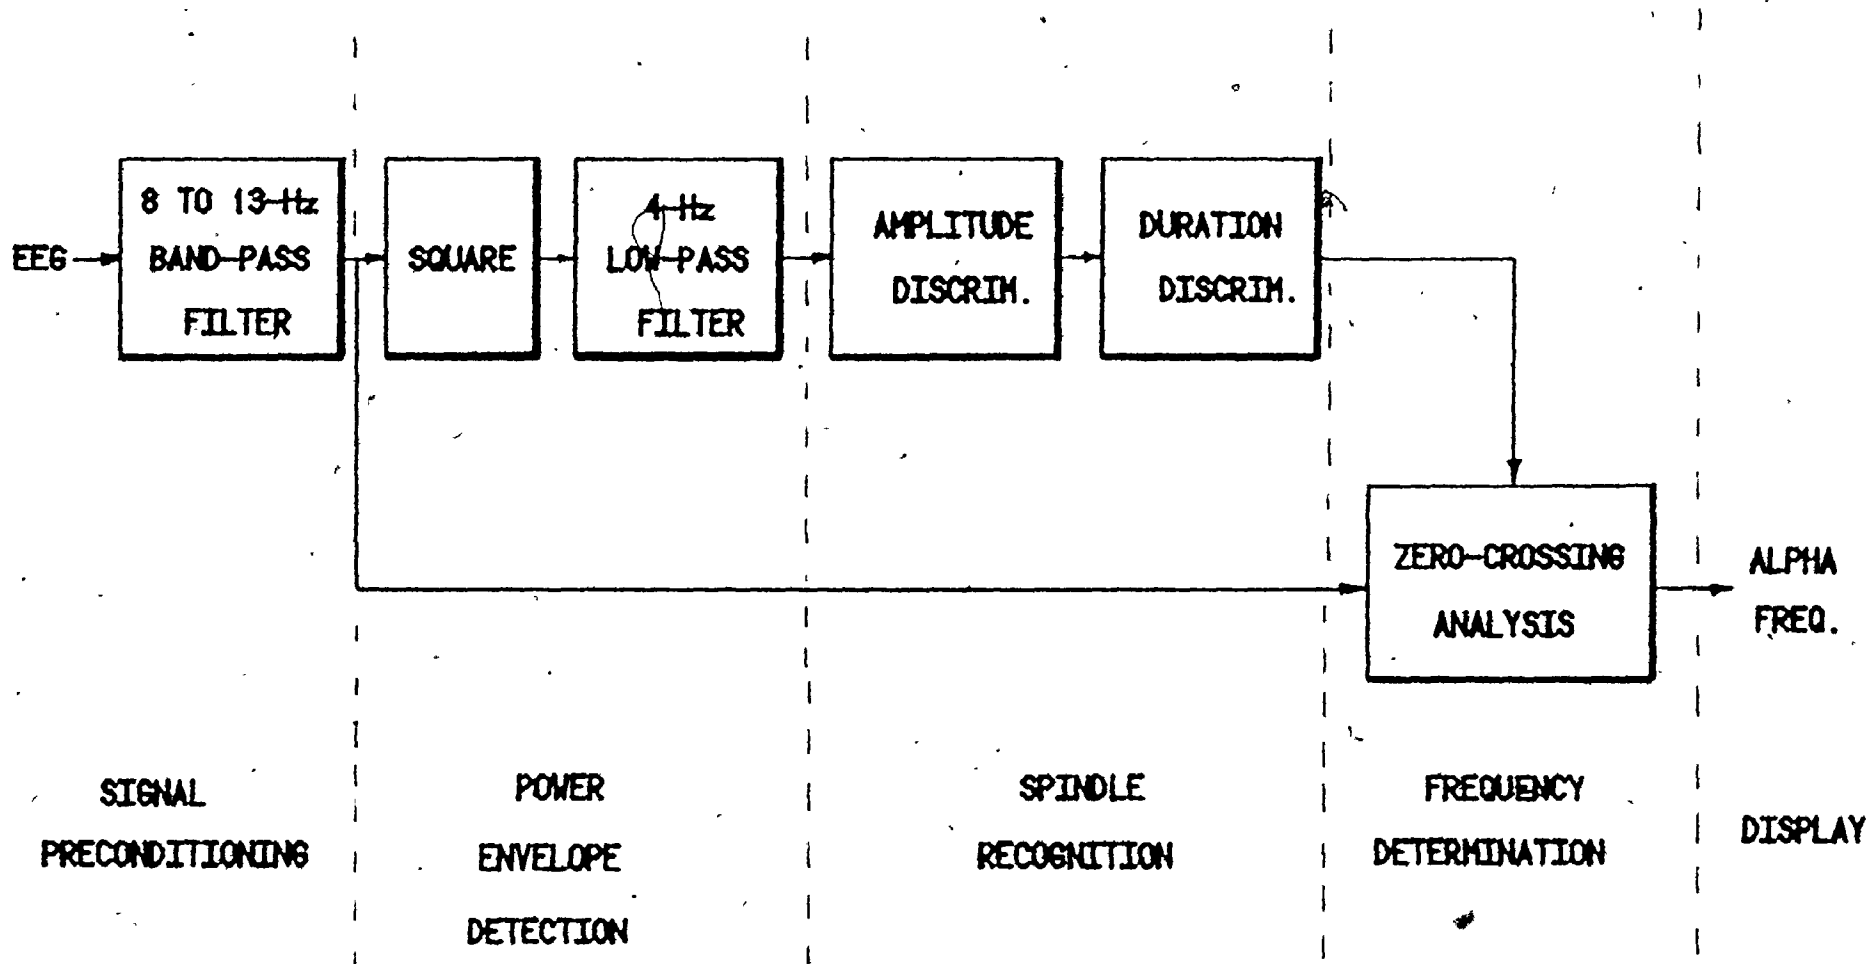 EEG
8 TO 13-Hz
BAND-PASS
FILTER
SQUARE
4-Hz
LOW-PASS
FILTER
AMPLITUDE
DISCRIM.
DURATION
DISCRIM.
ZERO-CROSSING
ANALYSIS
ALPHA
FREQ.
SIGNAL
PRECONDITIONING
POWER
ENVELOPE
DETECTION
SPINDLE
RECOGNITION
FREQUENCY
DETERMINATION
DISPLAY